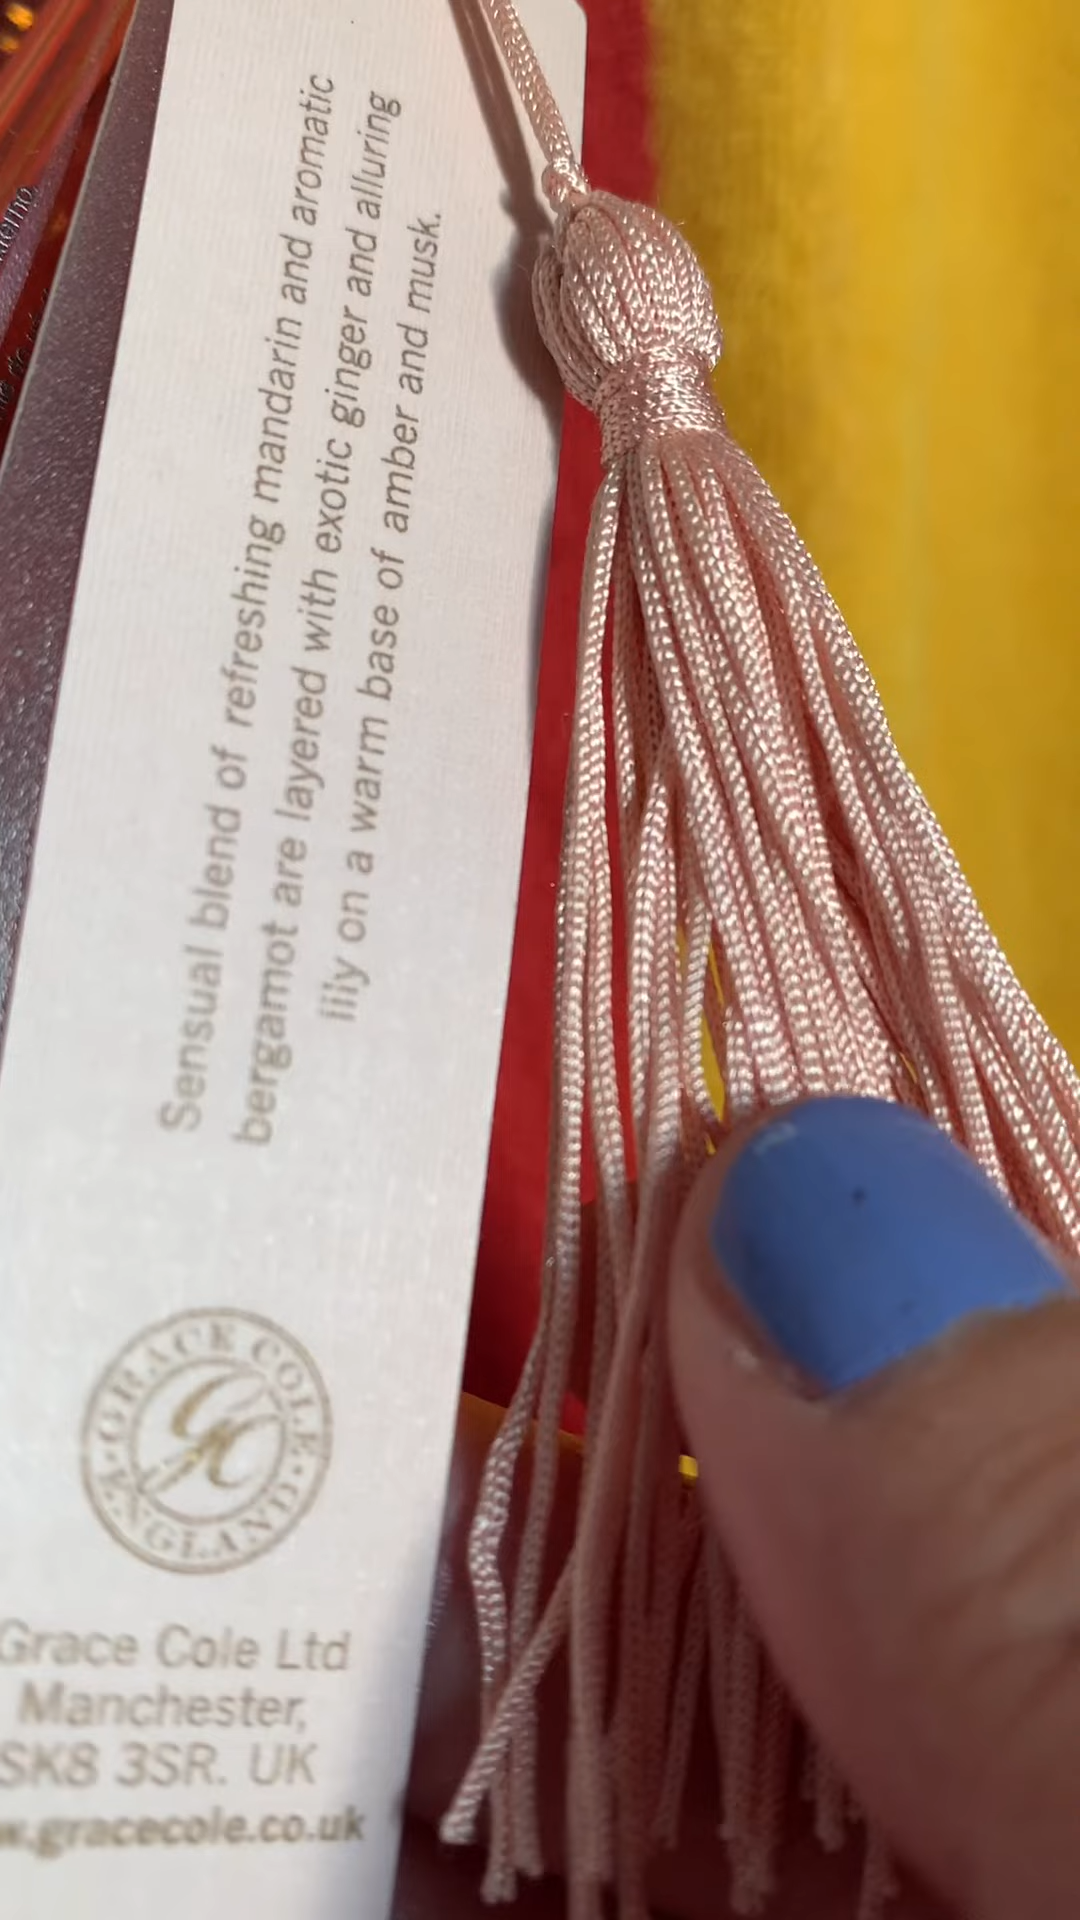 Sensual blend of refreshing mandarin and aromatic
bergamot are layered with exotic ginger and alluring
lily on a warm base of amber and musk.
GRACE COLE
· ENGLAND ·
GC
Grace Cole Ltd
Manchester,
SK8 3SR. UK
w.gracecole.co.uk